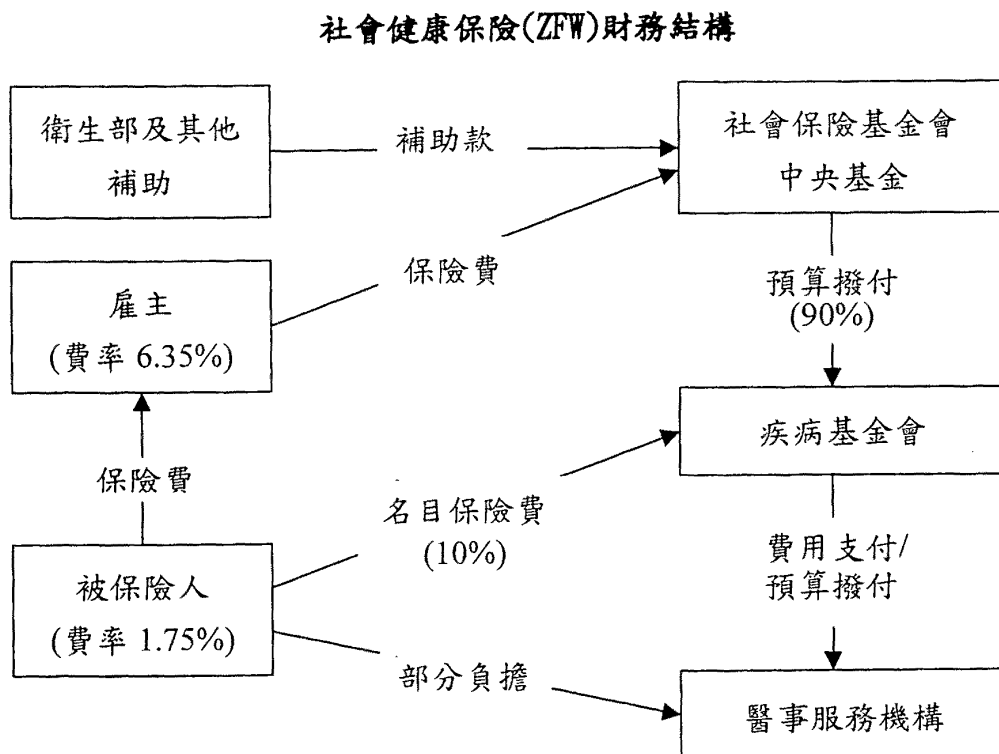 社會健康保險(ZFW)財務結構
衛生部及其他
補助
補助款
社會保險基金會
中央基金
雇主
(費率 6.35%)
保險費
預算撥付
(90%)
疾病基金會
保險費
名目保險費
(10%)
費用支付/
預算撥付
被保險人
(費率 1.75%)
部分負擔
醫事服務機構